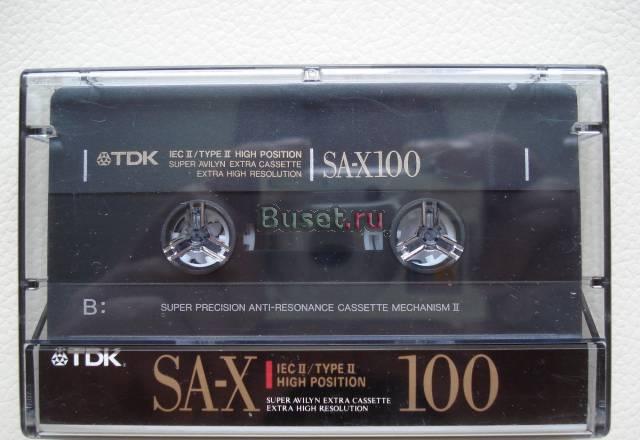 TDK
IEC II/TYPE II HIGH POSITION
SUPER AVILYN EXTRA CASSETTE
EXTRA HIGH RESOLUTION
SA-X100
Buset.ru
B:
SUPER PRECISION ANTI-RESONANCE CASSETTE MECHANISM II
TDK
SA-X
IEC II/TYPE II
HIGH POSITION
SUPER AVILYN EXTRA CASSETTE
EXTRA HIGH RESOLUTION
100